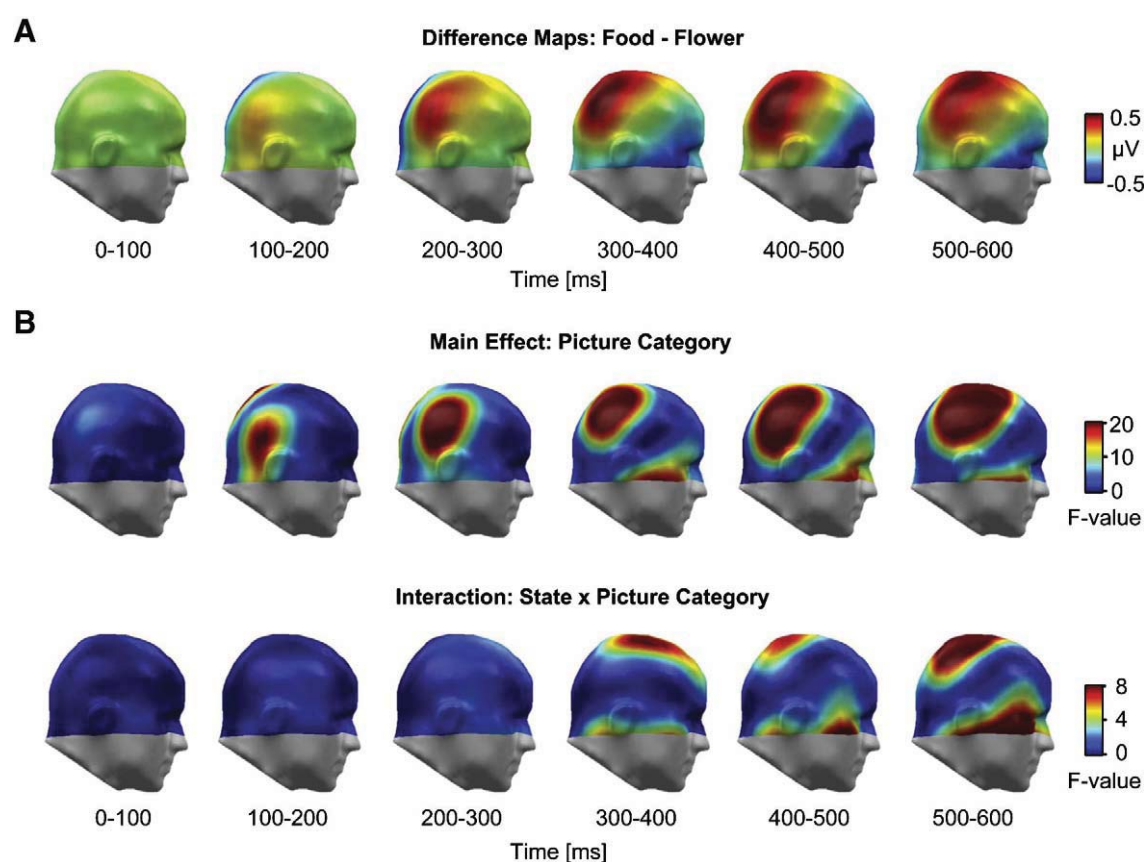 A
Difference Maps: Food - Flower
0.5
µV
-0.5
0-100 100-200 200-300 300-400 400-500 500-600
Time [ms]
B
Main Effect: Picture Category
20
10
0
F-value
Interaction: State x Picture Category
8
4
0
F-value
0-100 100-200 200-300 300-400 400-500 500-600
Time [ms]